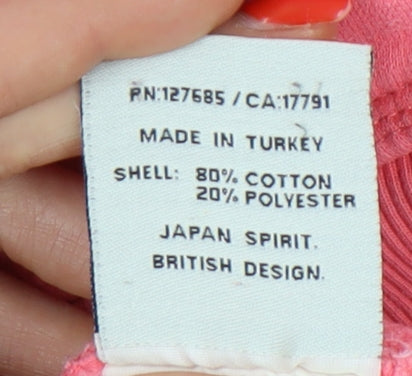 RN:127685 / CA:17791
MADE IN TURKEY
SHELL: 80% COTTON
20% POLYESTER
JAPAN SPIRIT.
BRITISH DESIGN.